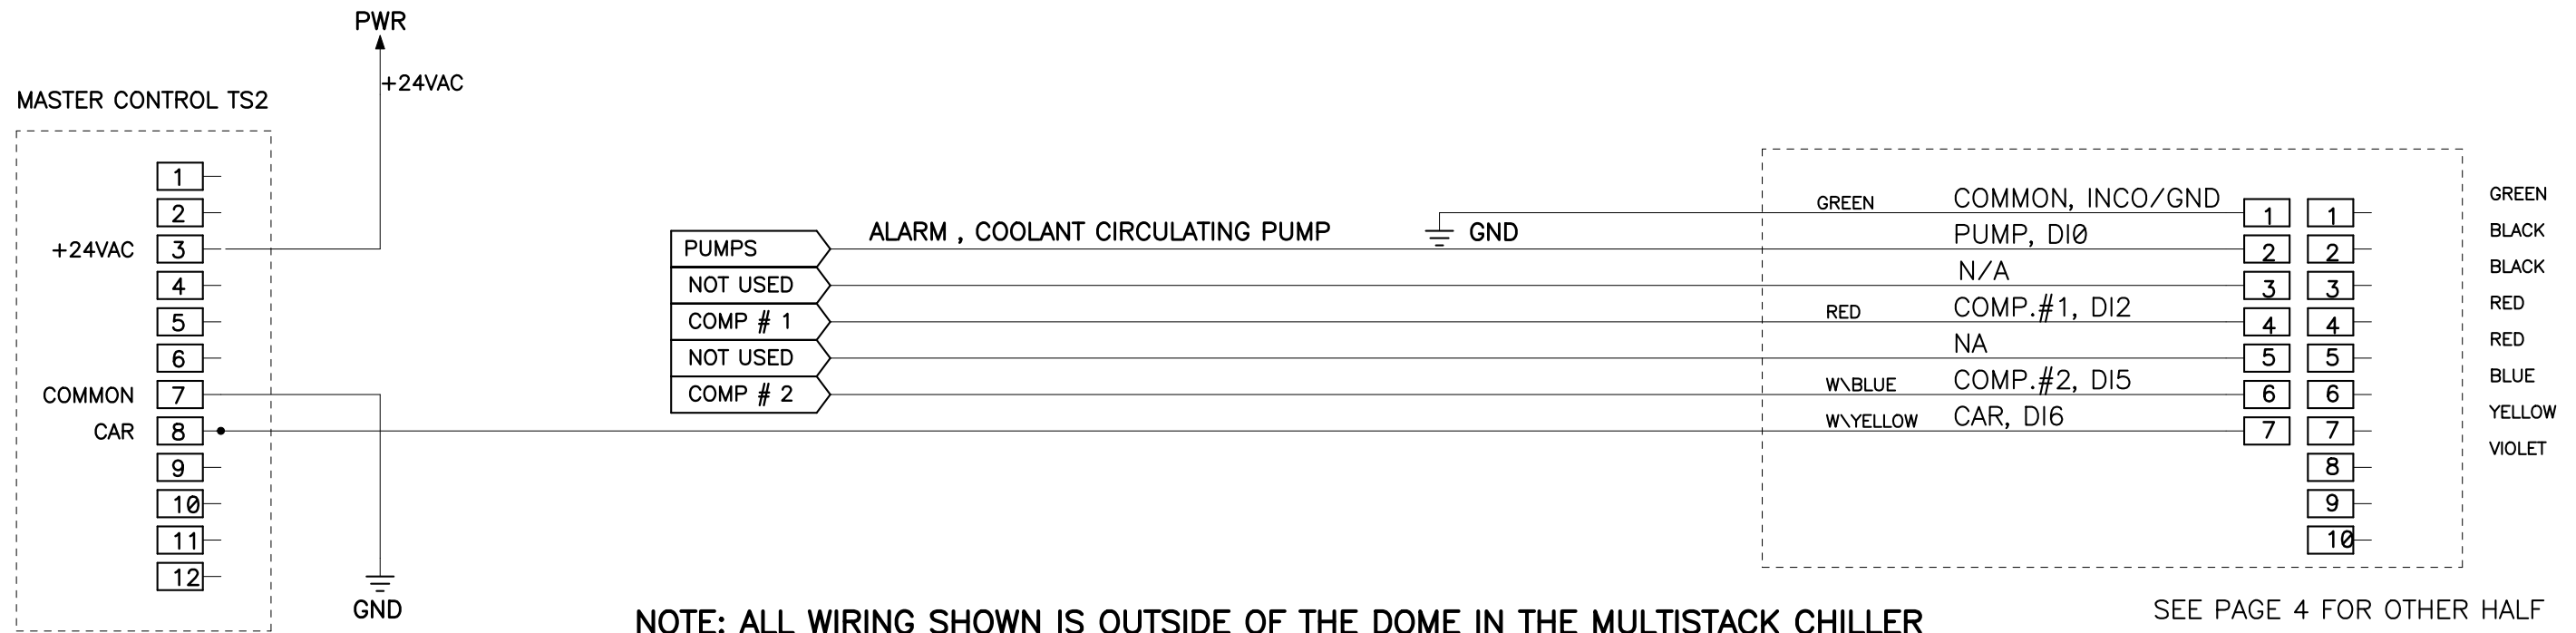 PWR
+24VAC
MASTER CONTROL TS2
1
2
+24VAC 3
4
5
6
COMMON 7
CAR 8
9
10
11
12
GND
PUMPS
NOT USED
COMP # 1
NOT USED
COMP # 2
ALARM , COOLANT CIRCULATING PUMP
GND
GREEN COMMON, INCO/GND 1 1
PUMP, DI0 2 2
N/A 3 3
RED COMP.#1, DI2 4 4
NA 5 5
W\BLUE COMP.#2, DI5 6 6
W\YELLOW CAR, DI6 7 7
8
9
10
GREEN
BLACK
BLACK
RED
RED
BLUE
YELLOW
VIOLET
NOTE: ALL WIRING SHOWN IS OUTSIDE OF THE DOME IN THE MULTISTACK CHILLER
SEE PAGE 4 FOR OTHER HALF